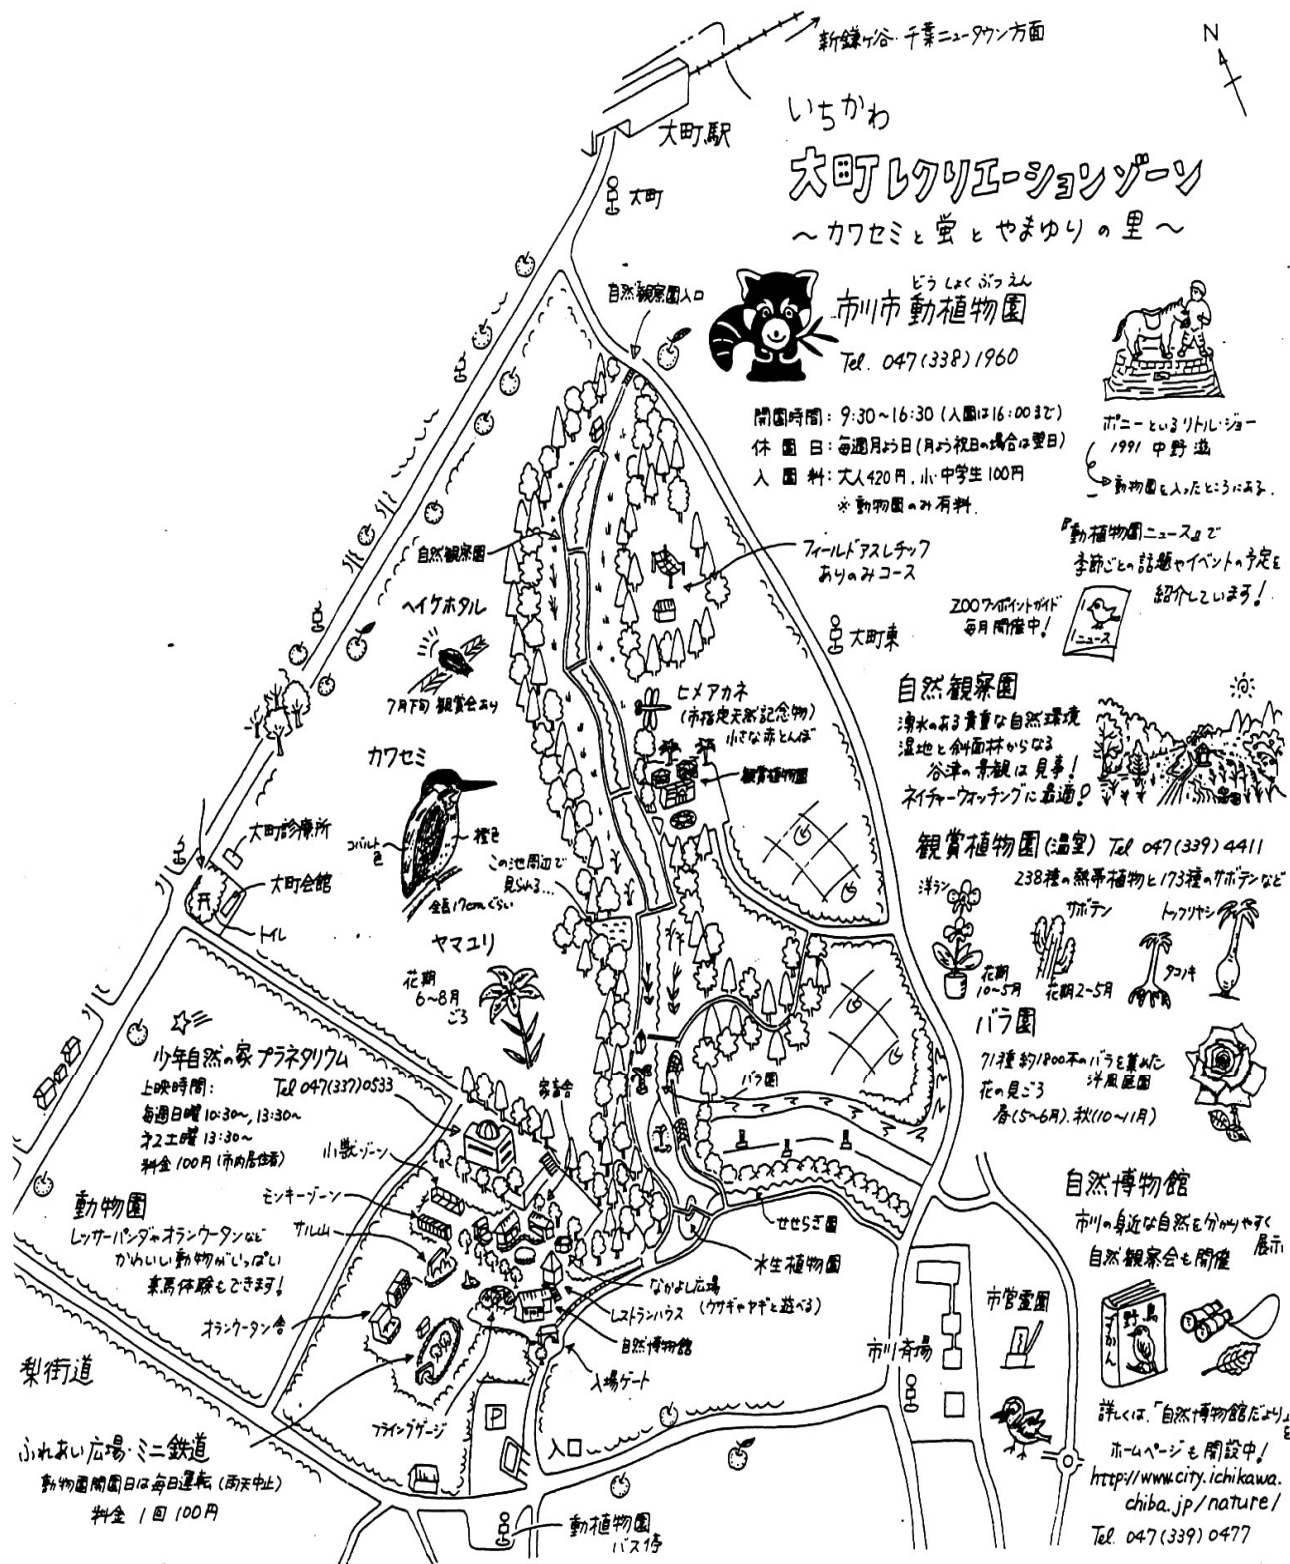 新鎌ヶ谷・千葉ニュータウン方面
N
いちかわ
大町駅
大町レクリエーションゾーン
大町
〜カワセミと蛍とやまゆりの里〜
自然観察園入口
どうしょくぶつえん
市川市動植物園
Tel. 047(338)1960
開園時間: 9:30〜16:30 (入園は16:00まで)
休園日: 毎週月よう日(月よう祝日の場合は翌日)
入園料: 大人420円、小・中学生100円
※動物園のみ有料.
ポニーといるリトル・ジョー
1991 中野滋
動物園を入ったところにある.
『動植物園ニュース』で
季節ごとの話題やイベントの予定を
紹介しています!
ZOOワンポイントガイド
毎月開催中!
ニュース
自然観察園
フィールドアスレチック
ありのみコース
大町東
ヘイケホタル
7月下旬 観賞会あり
ヒメアカネ
(市指定天然記念物)
小さな赤とんぼ
観賞植物園
自然観察園
湧水のある貴重な自然環境
湿地と斜面林からなる
谷津の景観は見事!
ネイチャーウォッチングに最適!
カワセミ
コバルト色
橙色
全長17cmぐらい
この池周辺で
見られる...
大町診療所
大町会館
トイレ
観賞植物園(温室) Tel 047(339)4411
238種の熱帯植物と173種のサボテンなど
洋ラン
花期
10〜5月
サボテン
花期2〜5月
トックリヤシ
タコノキ
ヤマユリ
花期
6〜8月
ごろ
バラ園
713種約1800本のバラを集めた
洋風庭園
花の見ごろ
春(5〜6月)、秋(10〜11月)
少年自然の家プラネタリウム
上映時間: Tel 047(337)0533
毎週日曜 10:30〜, 13:30〜
第2土曜 13:30〜
料金100円(市内居住者)
家畜舎
バラ園
小獣ゾーン
モンキーゾーン
サル山
動物園
レッサーパンダやオランウータンなど
かわいい動物がいっぱい
乗馬体験もできます!
オランウータン舎
せせらぎ園
水生植物園
なかよし広場
(ウサギやヤギと遊べる)
レストランハウス
自然博物館
入場ゲート
フライングゲージ
自然博物館
市川の身近な自然を分かりやすく
展示
自然観察会も開催
市営霊園
市川斎場
野鳥
ずかん
梨街道
P
入口
ふれあい広場・ミニ鉄道
動物園開園日は毎日運転(雨天中止)
料金 1回100円
動植物園
バス停
詳しくは、「自然博物館だより」を
ホームページも開設中!
http://www.city.ichikawa.
chiba.jp/nature/
Tel. 047(339)0477